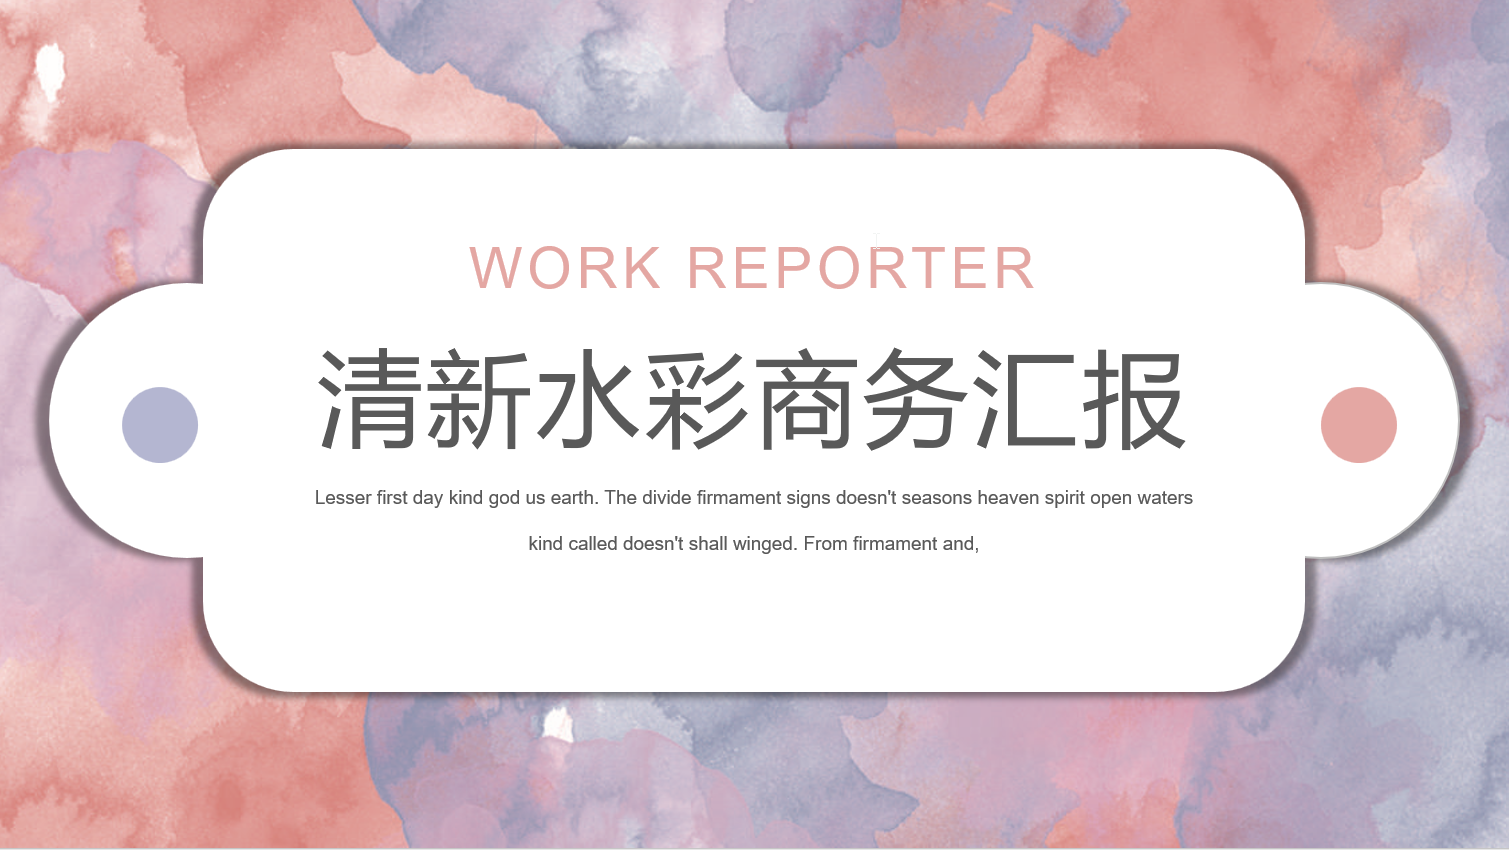 WORK REPORTER
清新水彩商务汇报
Lesser first day kind god us earth. The divide firmament signs doesn't seasons heaven spirit open waters
kind called doesn't shall winged. From firmament and,